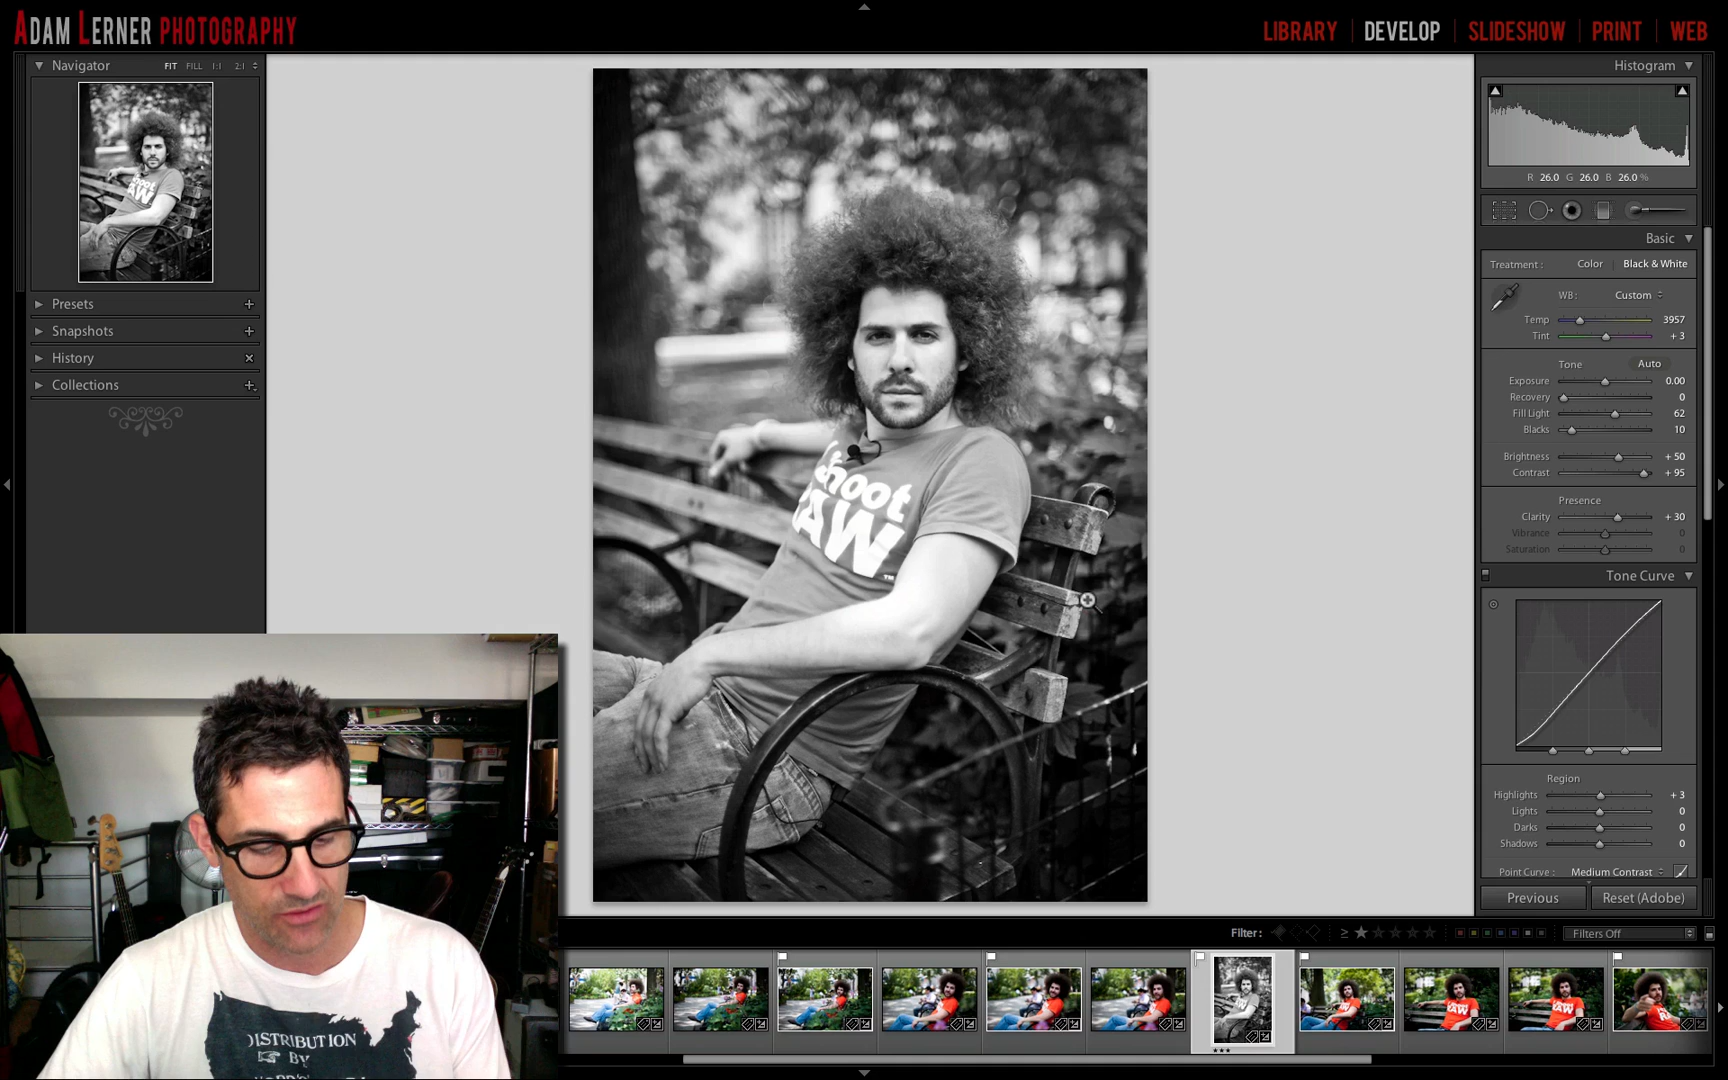 ADAM LERNER PHOTOGRAPHY
LIBRARY | DEVELOP | SLIDESHOW | PRINT | WEB
Navigator FIT FILL 1:1 2:1
Presets
Snapshots
History
Collections
hoot
AW
TM
Histogram
R 26.0 G 26.0 B 26.0 %
Basic
Treatment : Color | Black & White
WB : Custom
Temp 3957
Tint + 3
Tone Auto
Exposure 0.00
Recovery 0
Fill Light 62
Blacks 10
Brightness + 50
Contrast + 95
Presence
Clarity + 30
Vibrance 0
Saturation 0
Tone Curve
Region
Highlights + 3
Lights 0
Darks 0
Shadows 0
Point Curve : Medium Contrast
Previous Reset (Adobe)
Filter : ≥ Filters Off
DISTRIBUTION
BY